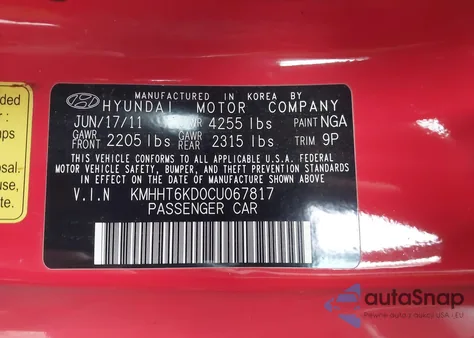 MANUFACTURED IN KOREA BY
HYUNDAI MOTOR COMPANY
JUN/17/11 4255 lbs PAINT NGA
GAWR FRONT 2205 lbs GAWR REAR 2315 lbs TRIM 9P
THIS VEHICLE CONFORMS TO ALL APPLICABLE U.S.A. FEDERAL
MOTOR VEHICLE SAFETY, BUMPER, AND THEFT PREVENTION
STANDARDS IN EFFECT ON THE DATE OF MANUFACTURE SHOWN ABOVE
V.I.N KMHHT6KD0CU067817
PASSENGER CAR
autoSnap